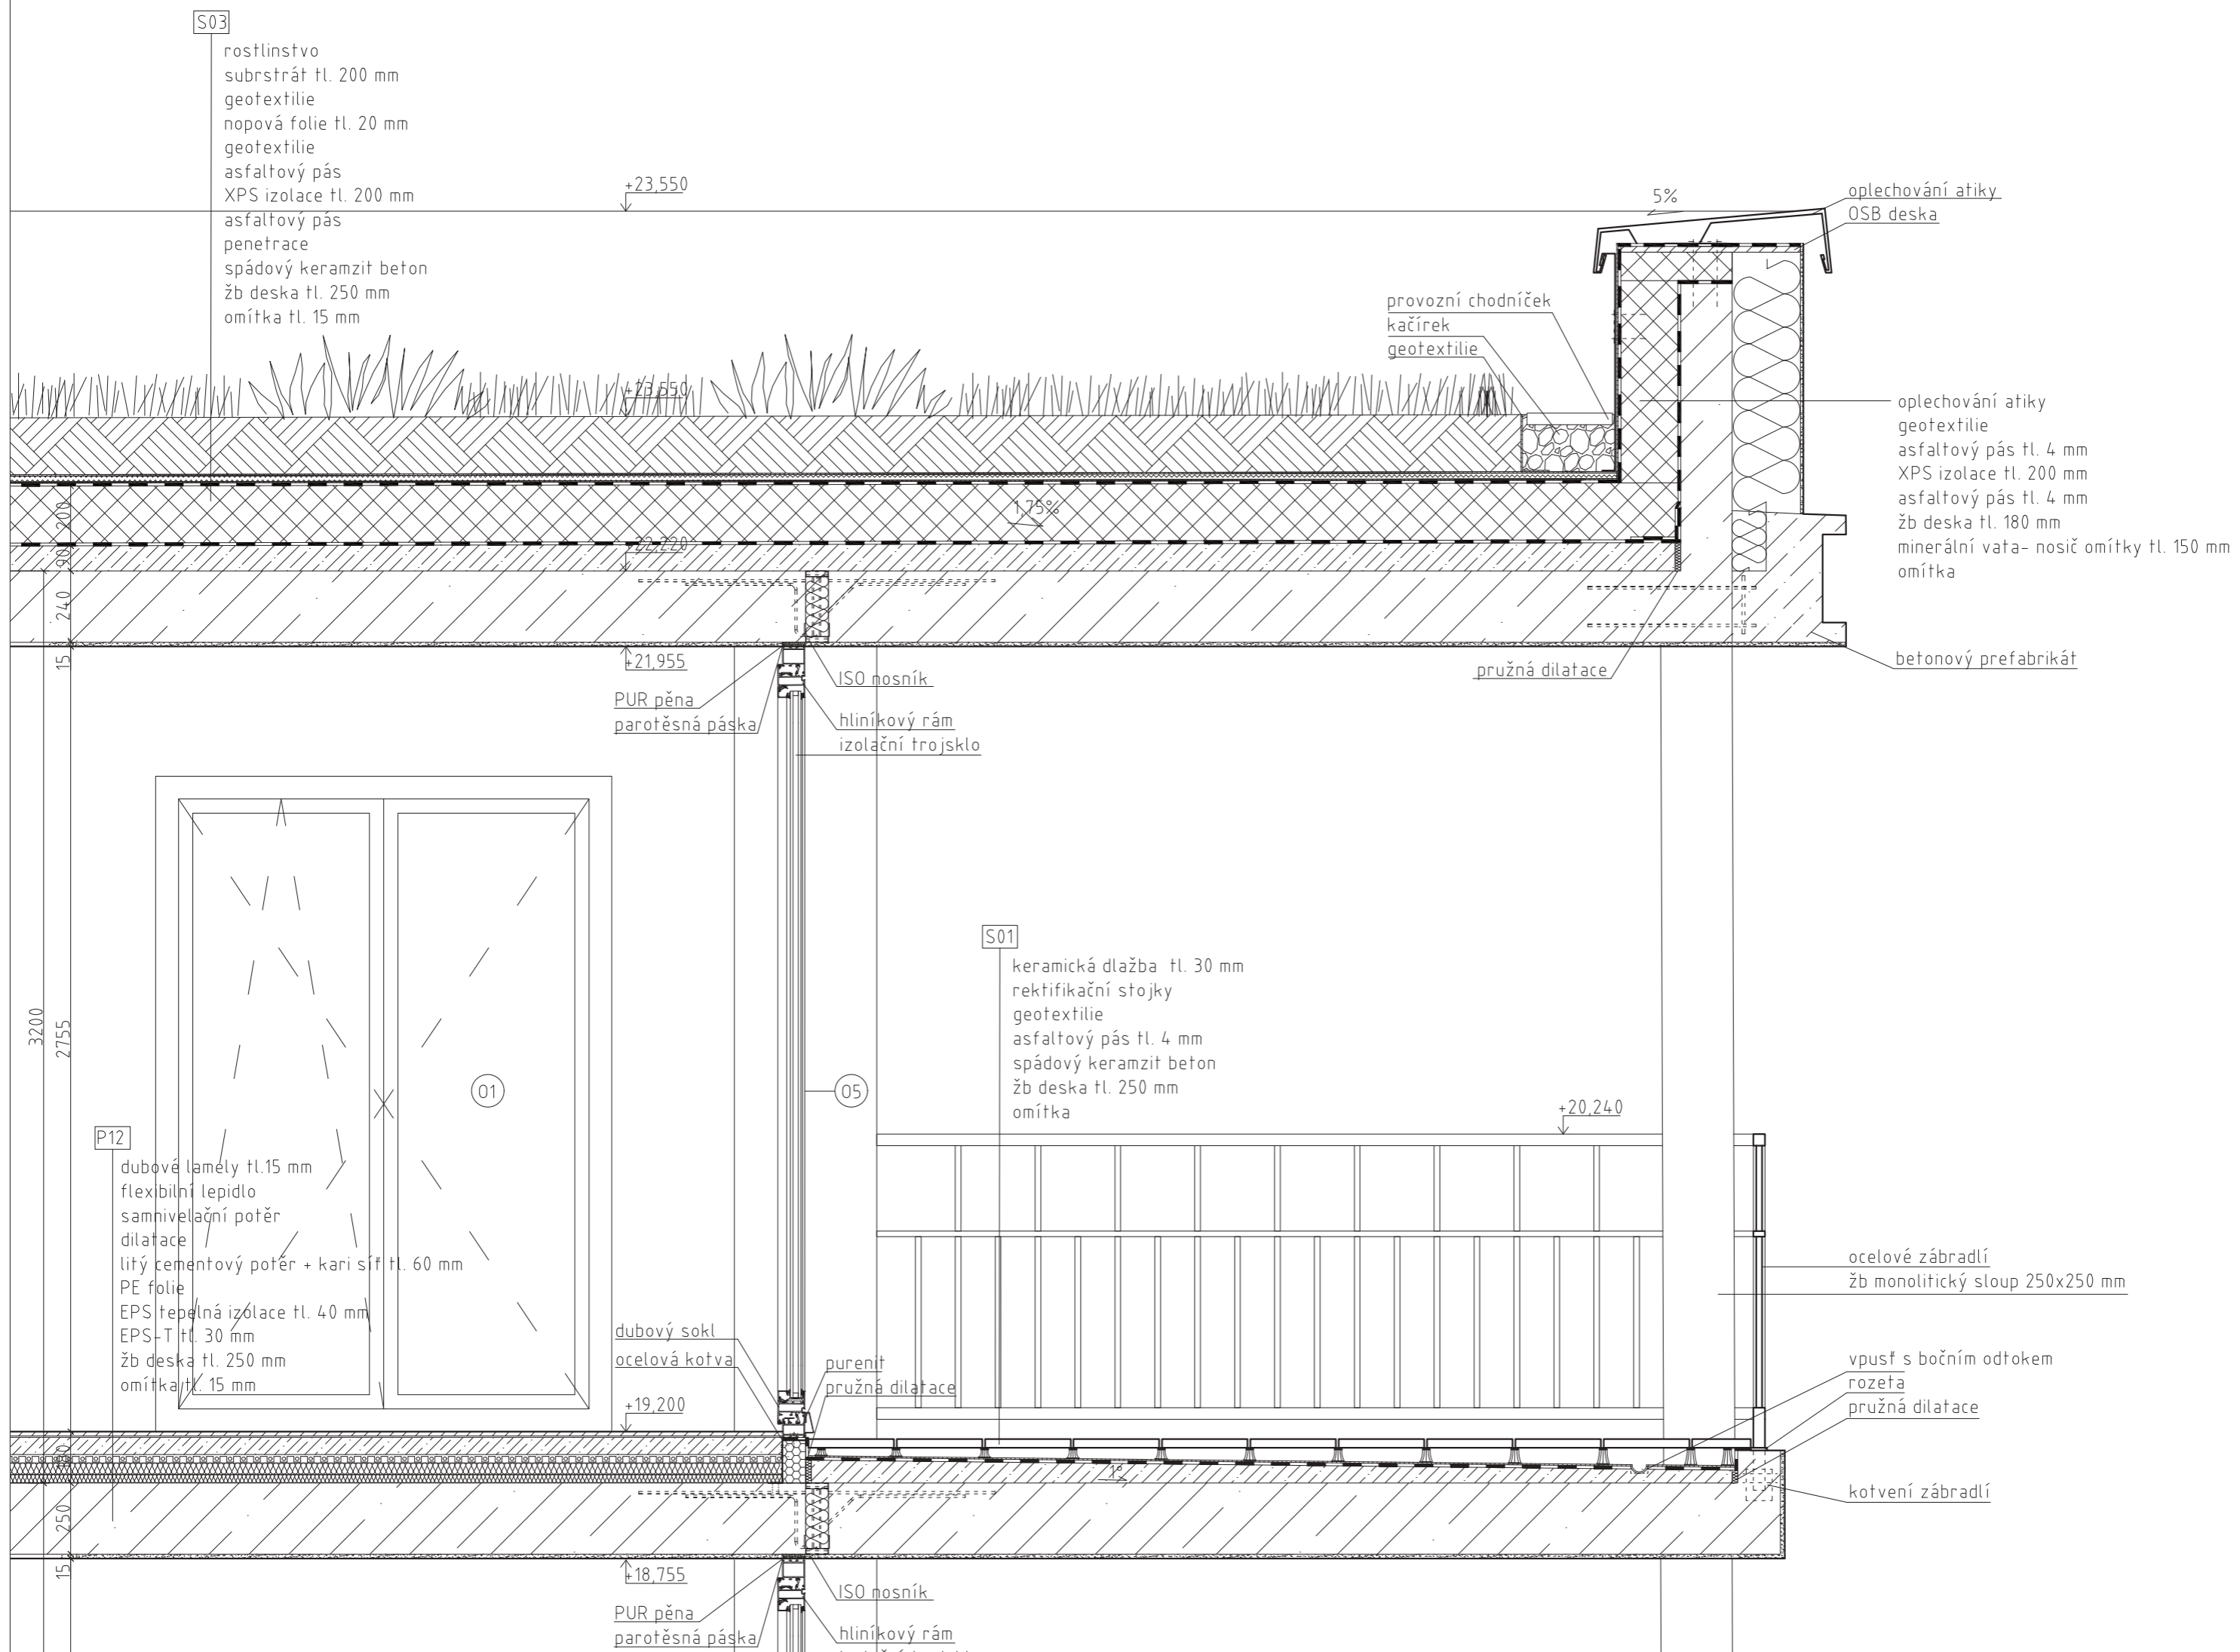 S03
rostlinstvo
subrstrát tl. 200 mm
geotextilie
nopová folie tl. 20 mm
geotextilie
asfaltový pás
XPS izolace tl. 200 mm
asfaltový pás
penetrace
spádový keramzit beton
žb deska tl. 250 mm
omítka tl. 15 mm
+23,550
5%
oplechování atiky
OSB deska
provozní chodníček
kačírek
geotextilie
+23,550
oplechování atiky
geotextilie
asfaltový pás tl. 4 mm
XPS izolace tl. 200 mm
asfaltový pás tl. 4 mm
žb deska tl. 180 mm
minerální vata- nosič omítky tl. 150 mm
omítka
200
1,75%
90
+22,220
240
15
+21,955
PUR pěna
parotěsná páska
ISO nosník
hliníkový rám
izolační trojsklo
pružná dilatace
betonový prefabrikát
3200
2755
01
05
S01
keramická dlažba tl. 30 mm
rektifikační stojky
geotextilie
asfaltový pás tl. 4 mm
spádový keramzit beton
žb deska tl. 250 mm
omítka
+20,240
P12
dubové lamely tl.15 mm
flexibilní lepidlo
samnivelační potěr
dilatace
litý cementový potěr + kari síť tl. 60 mm
PE folie
EPS tepelná izolace tl. 40 mm
EPS-T tl. 30 mm
žb deska tl. 250 mm
omítka tl. 15 mm
ocelové zábradlí
žb monolitický sloup 250x250 mm
dubový sokl
ocelová kotva
purenit
pružná dilatace
vpusť s bočním odtokem
rozeta
pružná dilatace
+19,200
1°
kotvení zábradlí
250
15
+18,755
PUR pěna
parotěsná páska
ISO nosník
hliníkový rám